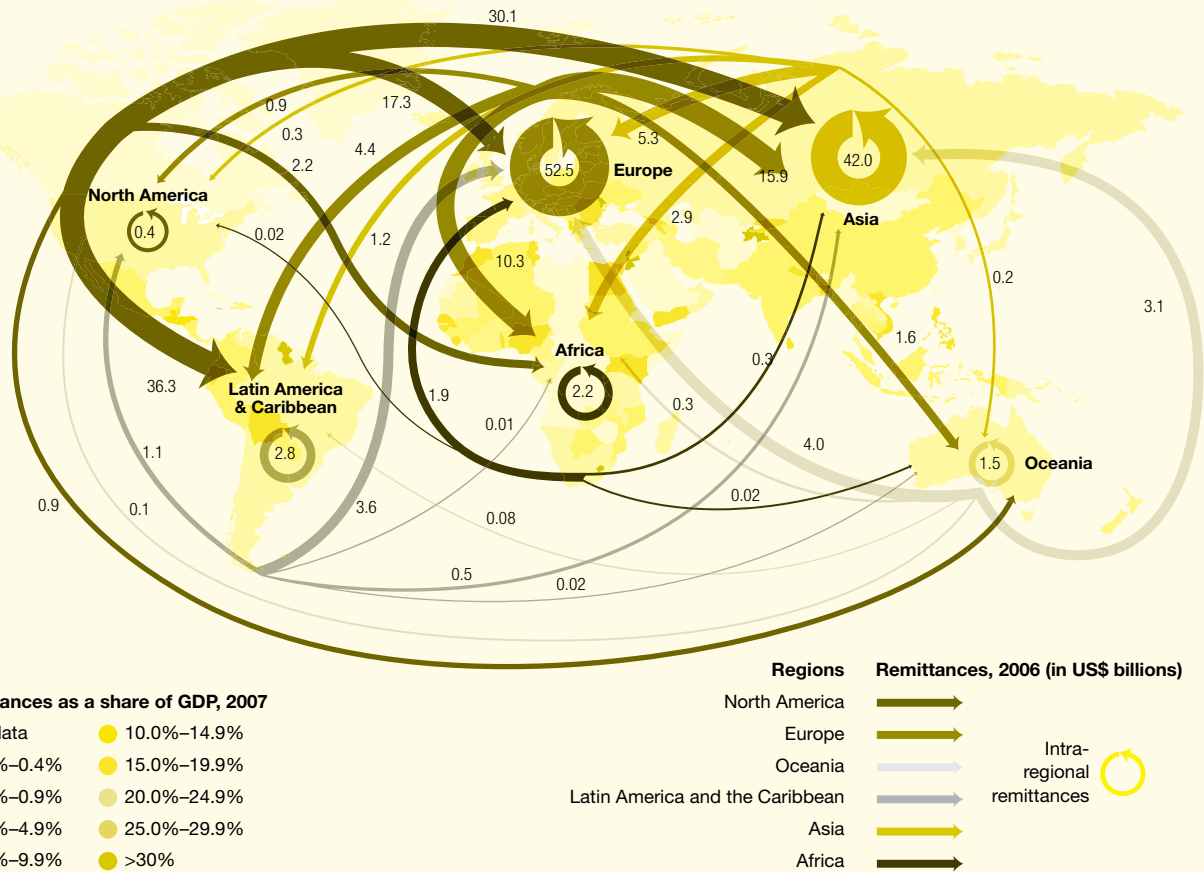 30.1
0.9
17.3
0.3
2.2
4.4
5.3
52.5
Europe
15.9
42.0
Asia
North America
0.4
0.02
1.2
2.9
10.3
0.2
3.1
1.6
Africa
2.2
0.3
36.3
Latin America
& Caribbean
1.9
0.01
0.3
4.0
1.1
2.8
1.5
Oceania
0.9
0.1
3.6
0.08
0.02
0.5
0.02
ances as a share of GDP, 2007
data
%–0.4%
%–0.9%
%–4.9%
%–9.9%
10.0%–14.9%
15.0%–19.9%
20.0%–24.9%
25.0%–29.9%
>30%
Regions
Remittances, 2006 (in US$ billions)
North America
Europe
Oceania
Latin America and the Caribbean
Asia
Africa
Intra-
regional
remittances